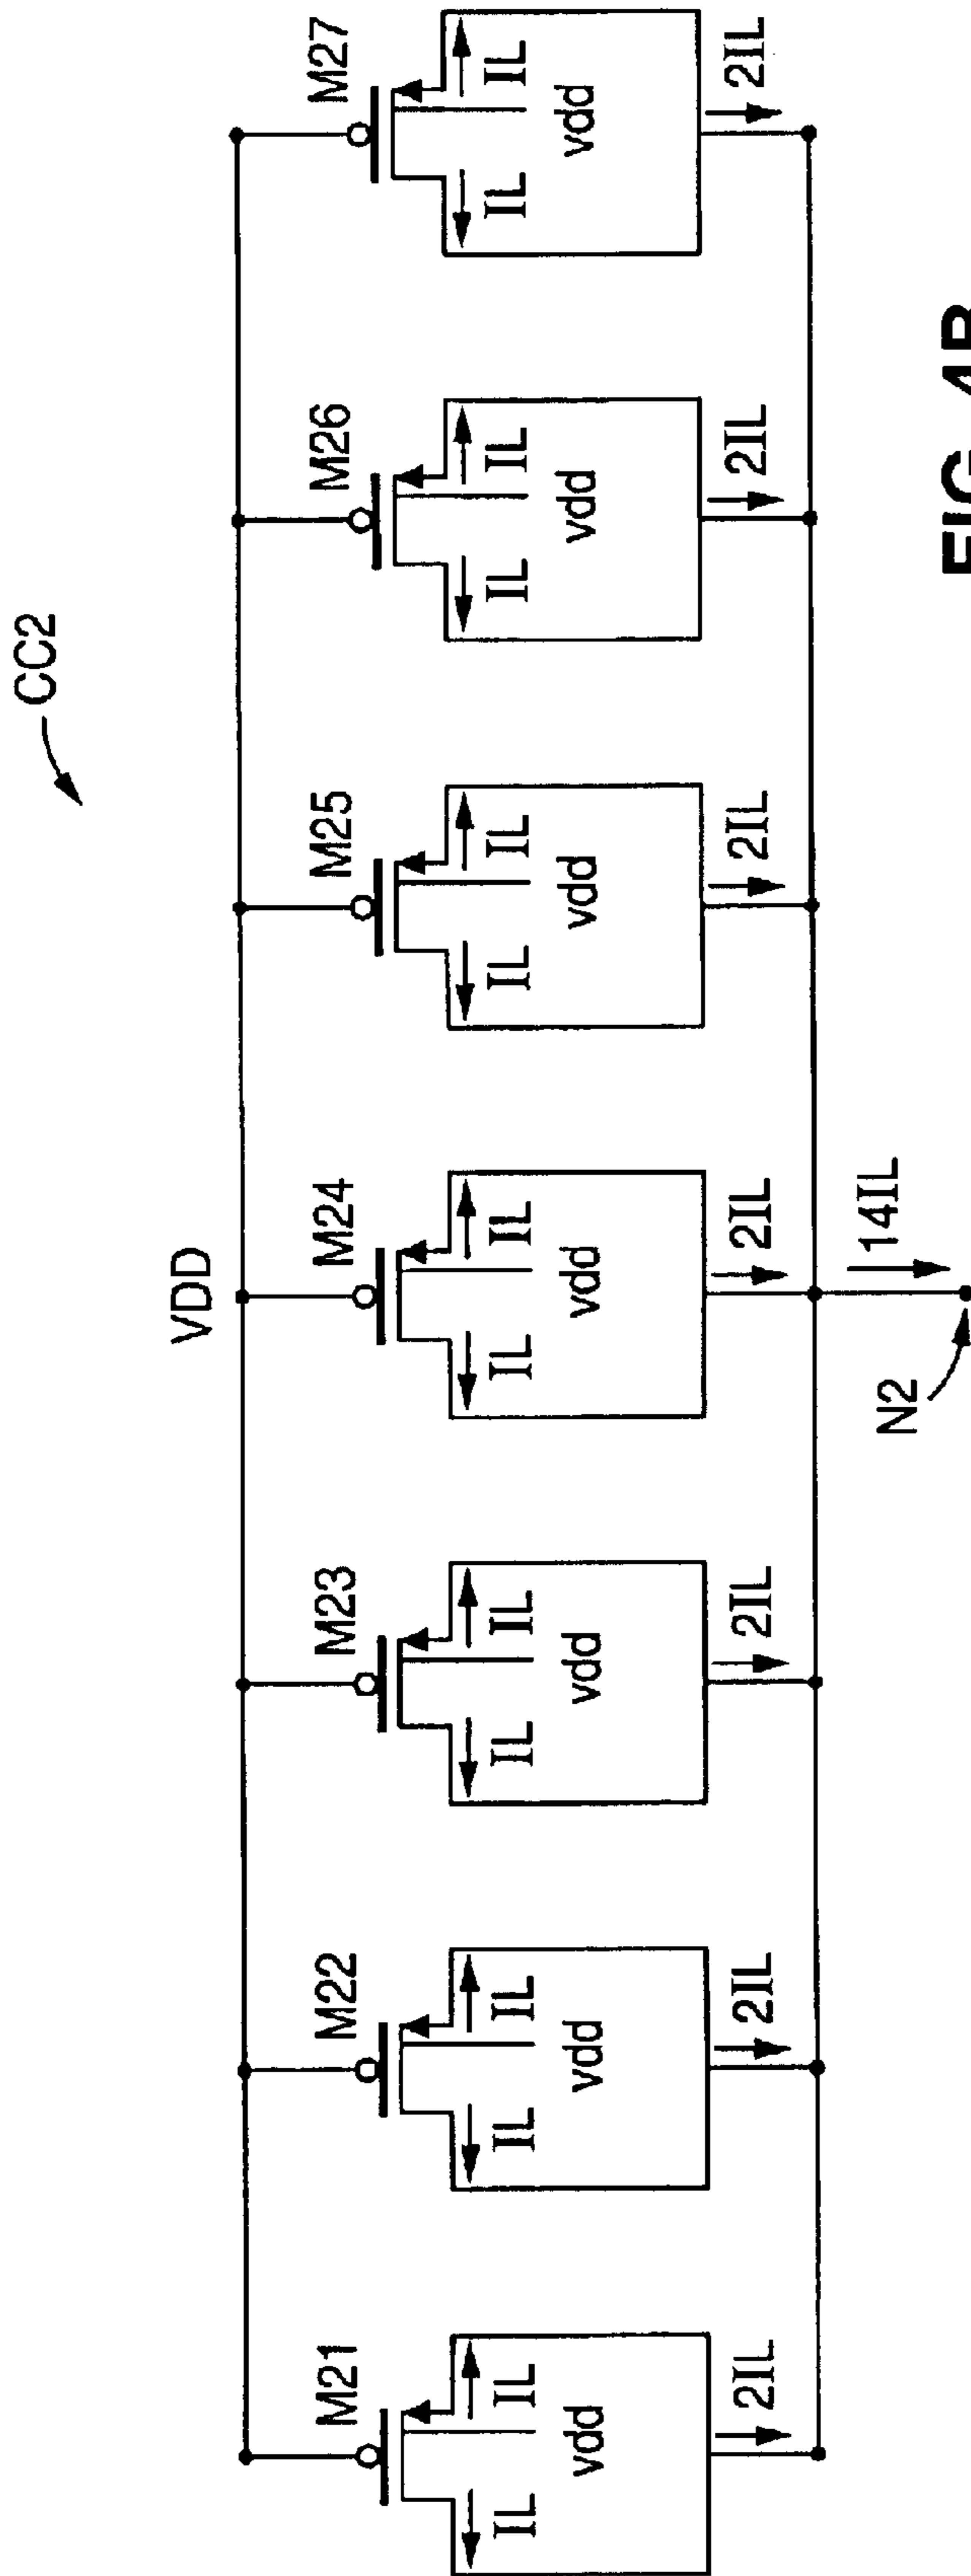 CC2
VDD
M21 M22 M23 M24 M25 M26 M27
IL IL IL IL IL IL IL IL IL IL IL IL IL IL
vdd vdd vdd vdd vdd vdd vdd
2IL 2IL 2IL 2IL 2IL 2IL 2IL
14IL
N2
FIG. 4B